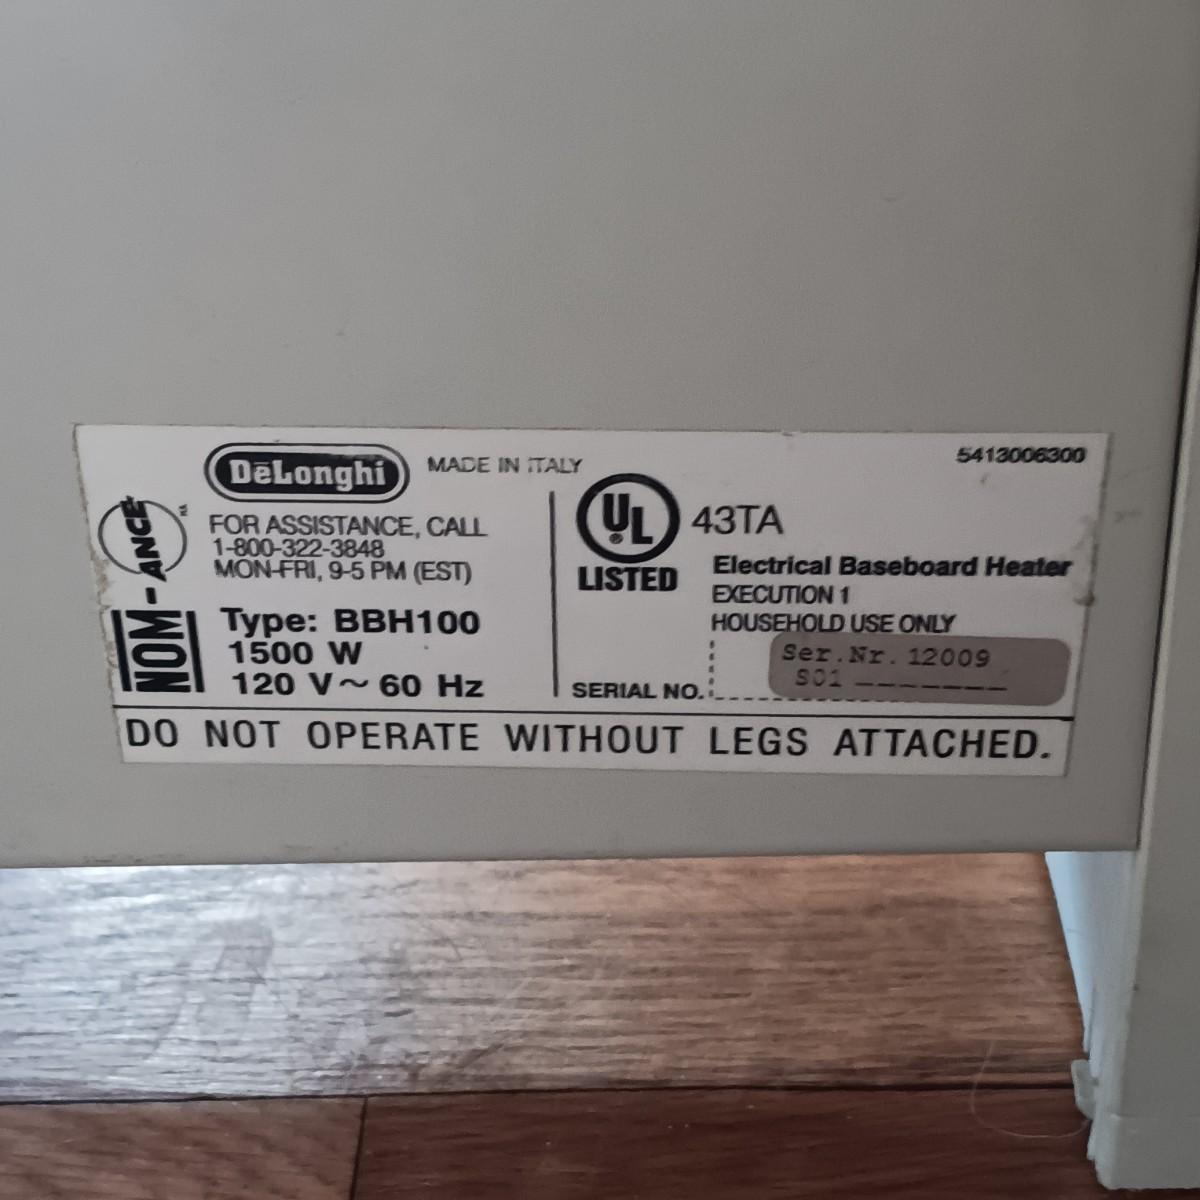 DeLonghi
MADE IN ITALY
5413006300
NOM-ANCE
FOR ASSISTANCE, CALL
1-800-322-3848
MON-FRI, 9-5 PM (EST)
Type: BBH100
1500 W
120 V~ 60 Hz
UL
LISTED
43TA
Electrical Baseboard Heater
EXECUTION 1
HOUSEHOLD USE ONLY
SERIAL NO.
Ser.Nr. 12009
S01 _______
DO NOT OPERATE WITHOUT LEGS ATTACHED.